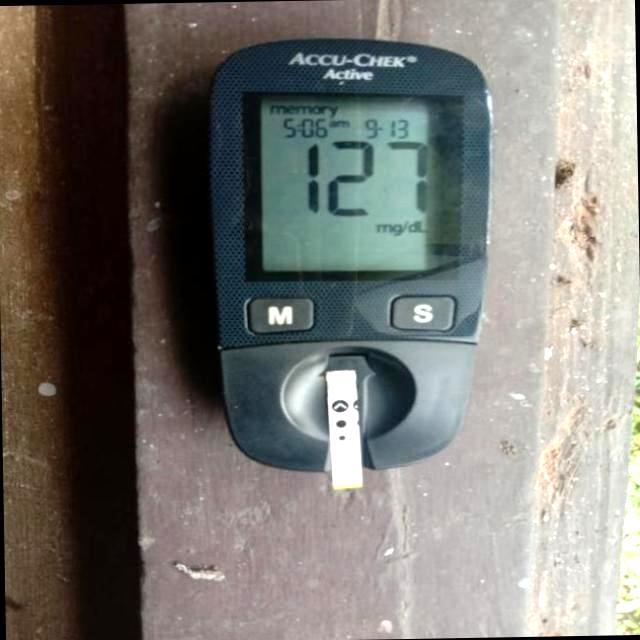 ACCU-CHEK®
Active
memory
5:06 am 9-13
127
mg/dL
M S